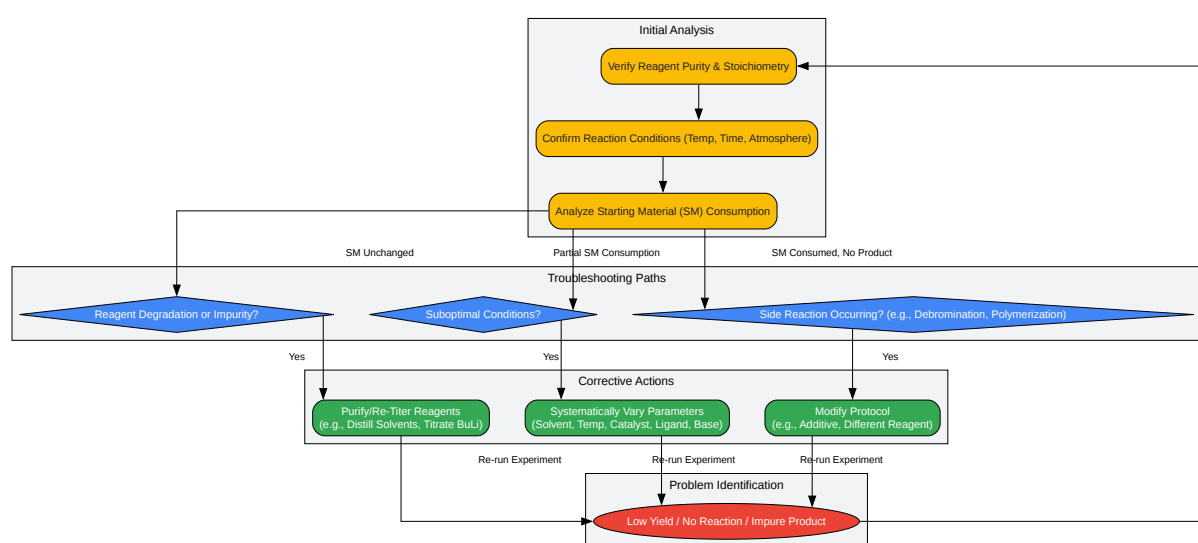 Initial Analysis
Verify Reagent Purity & Stoichiometry
Confirm Reaction Conditions (Temp, Time, Atmosphere)
Analyze Starting Material (SM) Consumption
SM Unchanged
Partial SM Consumption
SM Consumed, No Product
Troubleshooting Paths
Reagent Degradation or Impurity?
Suboptimal Conditions?
Side Reaction Occurring? (e.g., Debromination, Polymerization)
Yes
Yes
Yes
Corrective Actions
Purify/Re-Titer Reagents
(e.g., Distill Solvents, Titrate BuLi)
Systematically Vary Parameters
(Solvent, Temp, Catalyst, Ligand, Base)
Modify Protocol
(e.g., Additive, Different Reagent)
Re-run Experiment
Re-run Experiment
Re-run Experiment
Problem Identification
Low Yield / No Reaction / Impure Product